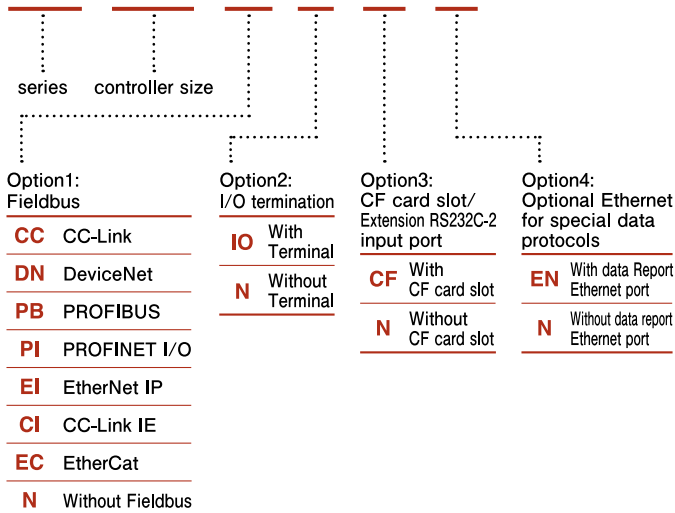 series controller size
Option1:
Fieldbus
CC CC-Link
DN DeviceNet
PB PROFIBUS
PI PROFINET I/O
EI EtherNet IP
CI CC-Link IE
EC EtherCat
N Without Fieldbus
Option2:
I/O termination
IO With
Terminal
N Without
Terminal
Option3:
CF card slot/
Extension RS232C-2
input port
CF With
CF card slot
N Without
CF card slot
Option4:
Optional Ethernet
for special data
protocols
EN With data Report
Ethernet port
N Without data report
Ethernet port